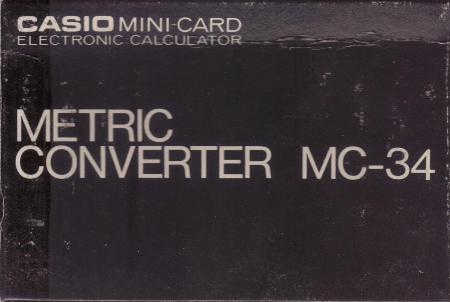 CASIO MINI-CARD
ELECTRONIC CALCULATOR
METRIC
CONVERTER MC-34